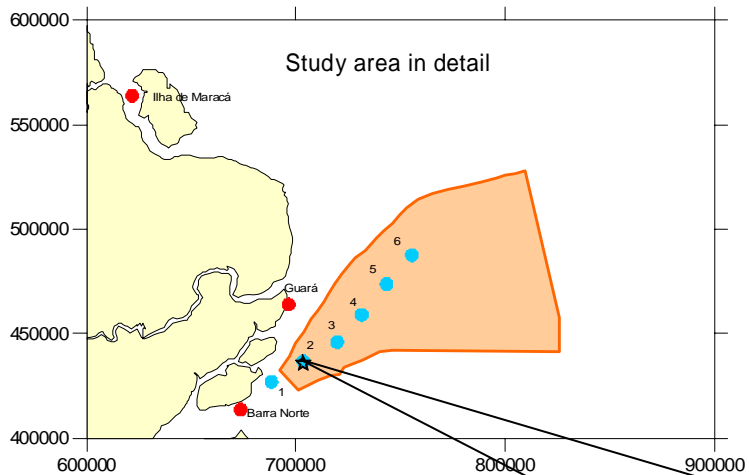 600000
Study area in detail
Ilha de Maracá
550000
500000
6
5
Guará
4
450000
3
2
1
Barra Norte
400000
600000 700000 800000 900000